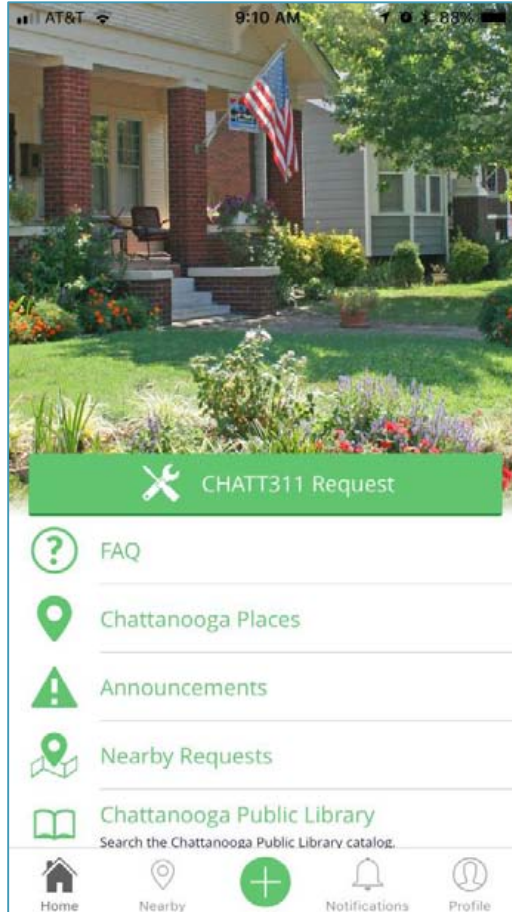 AT&T 9:10 AM 88%
CHATT311 Request
FAQ
Chattanooga Places
Announcements
Nearby Requests
Chattanooga Public Library
Search the Chattanooga Public Library catalog.
Home Nearby Notifications Profile